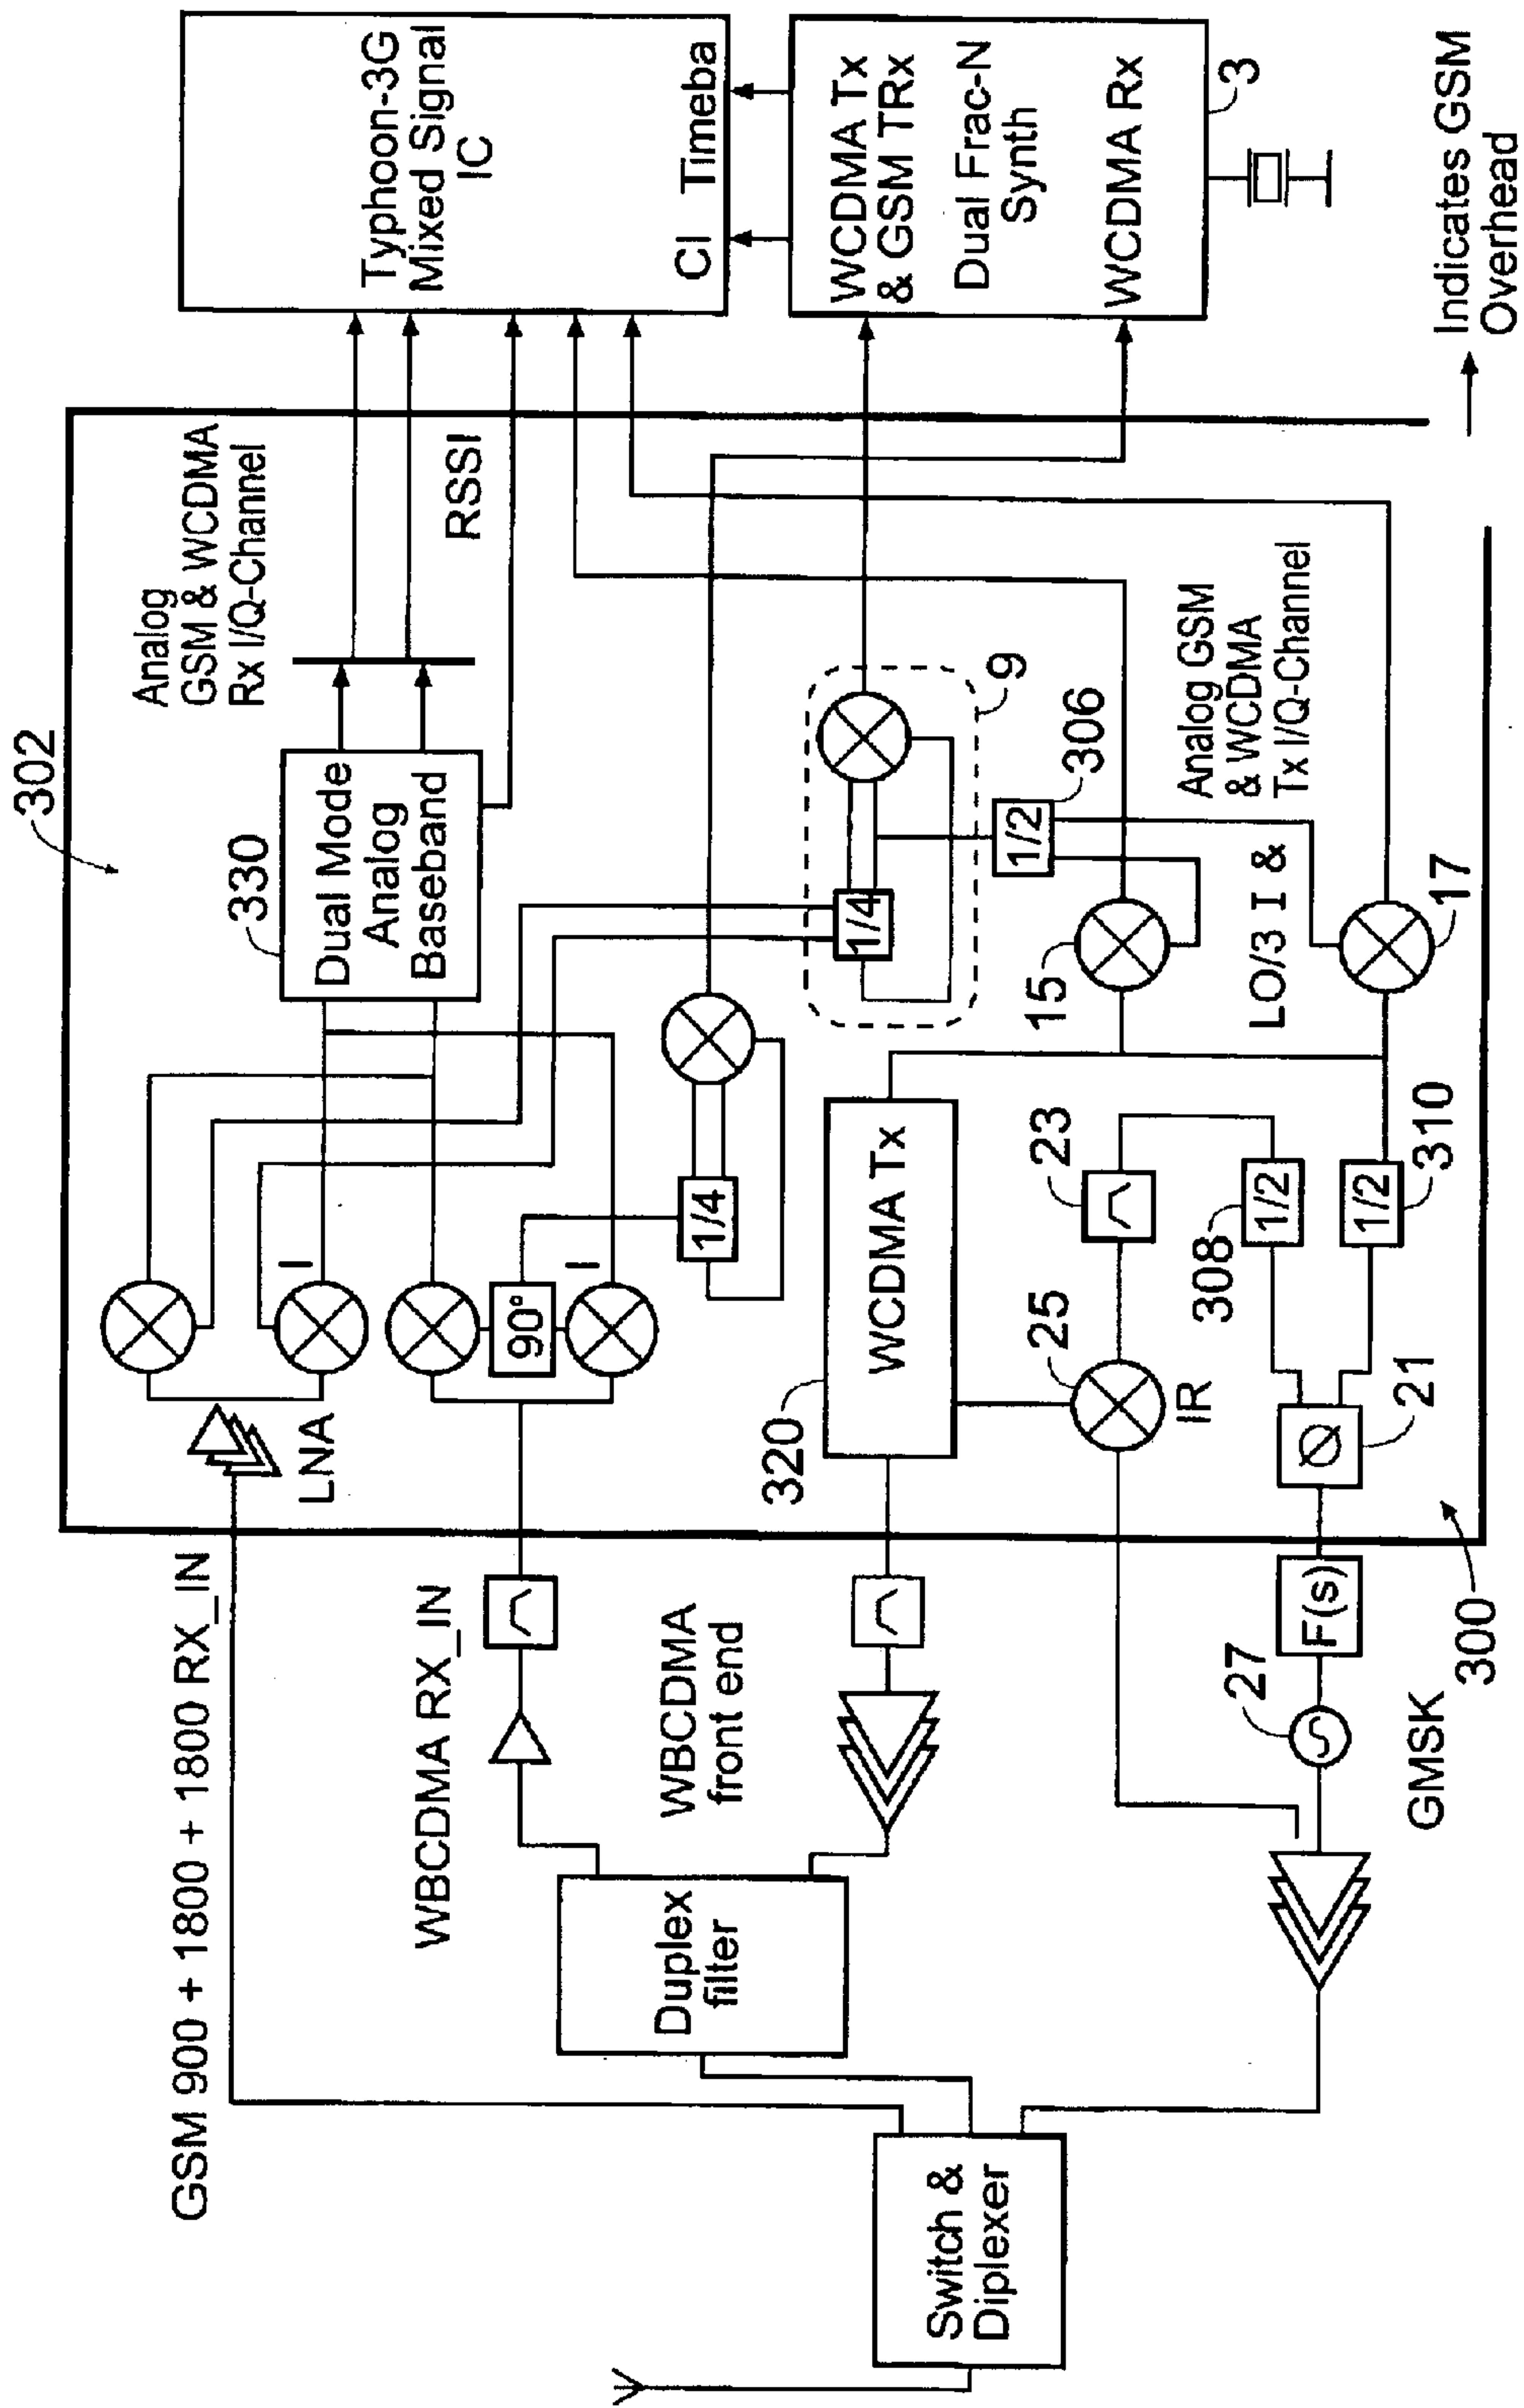 GSM 900 + 1800 + 1800 RX_IN
302
LNA
I
330
Dual Mode
Analog
Baseband
Analog
GSM & WCDMA
Rx I/Q-Channel
RSSI
Typhoon-3G
Mixed Signal
IC
CI Timeba
WBCDMA RX_IN
90°
I
1/4
WBCDMA
front end
Duplex
filter
Switch &
Diplexer
320
WCDMA Tx
1/4
9
1/2
306
WCDMA Tx
& GSM TRx
Dual Frac-N
Synth
WCDMA Rx
3
25
IR
23
15
LO/3 I &
17
Analog GSM
& WCDMA
Tx I/Q-Channel
308
1/2
1/2
310
Ø
21
F(s)
27
GMSK
300
Indicates GSM
Overhead